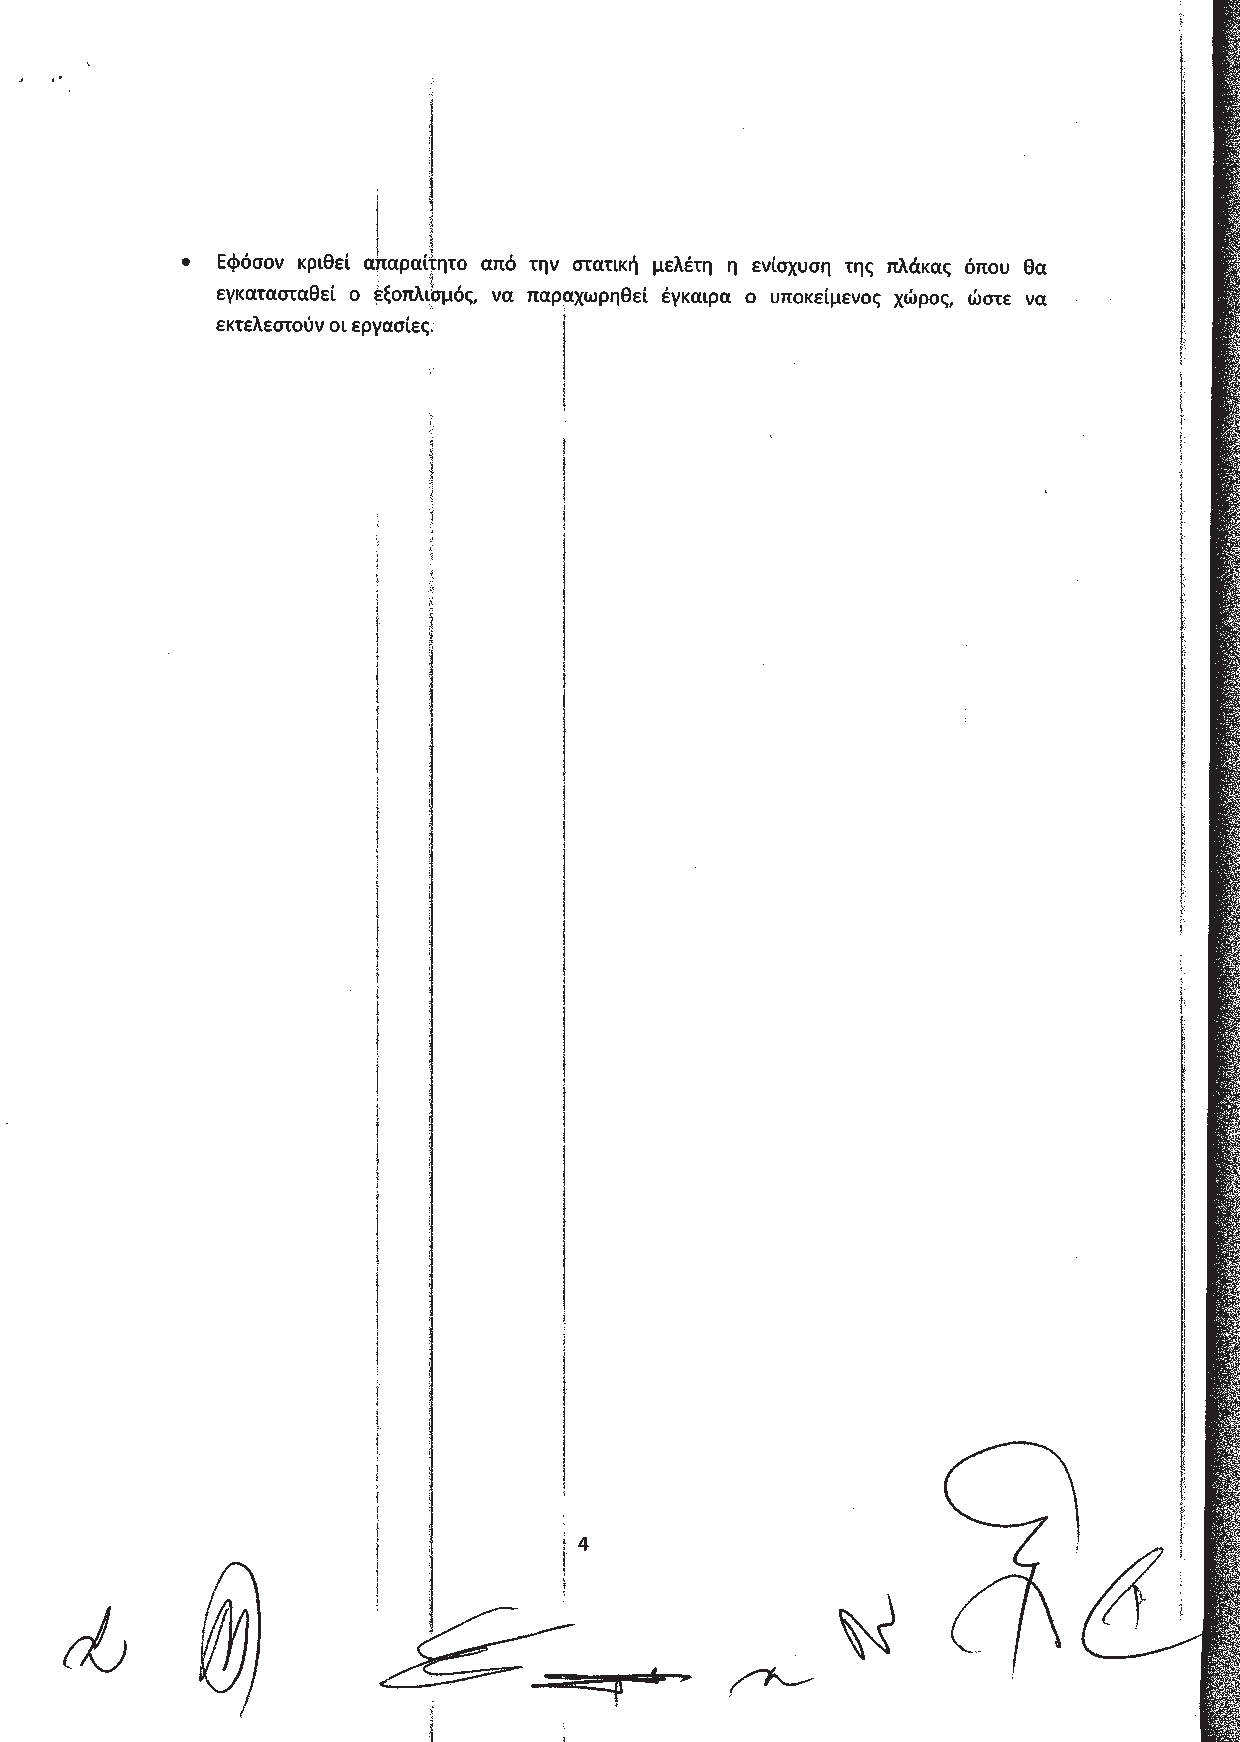 • Εφόσον κριθεί απαραίτητο από την στατική μελέτη η ενίσχυση της πλάκας όπου θα
εγκατασταθεί ο εξοπλισμός, να παραχωρηθεί έγκαιρα ο υποκείμενος χώρος, ώστε να
εκτελεστούν οι εργασίες.
4